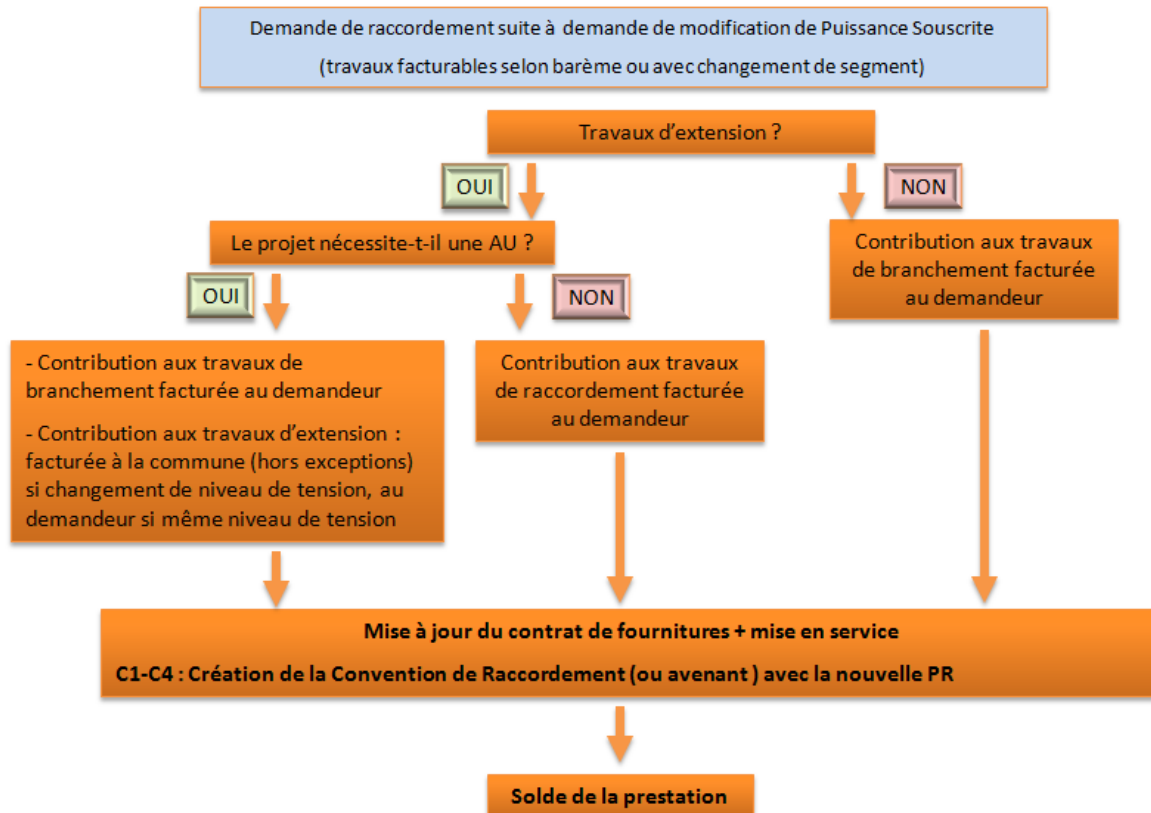 Demande de raccordement suite à demande de modification de Puissance Souscrite
(travaux facturables selon barème ou avec changement de segment)
Travaux d'extension ?
OUI
NON
Le projet nécessite-t-il une AU ?
Contribution aux travaux
de branchement facturée
au demandeur
OUI
NON
- Contribution aux travaux de
branchement facturée au demandeur
- Contribution aux travaux d'extension :
facturée à la commune (hors exceptions)
si changement de niveau de tension, au
demandeur si même niveau de tension
Contribution aux travaux
de raccordement facturée
au demandeur
Mise à jour du contrat de fournitures + mise en service
C1-C4 : Création de la Convention de Raccordement (ou avenant ) avec la nouvelle PR
Solde de la prestation